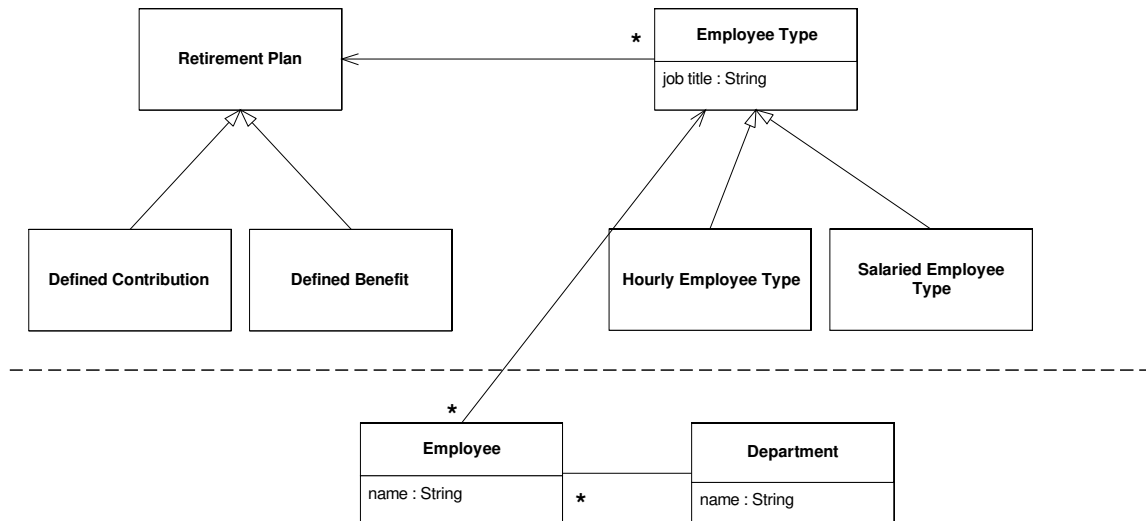 Retirement Plan
*
Employee Type
job title : String
Defined Contribution
Defined Benefit
Hourly Employee Type
Salaried Employee
Type
*
Employee
name : String
*
Department
name : String